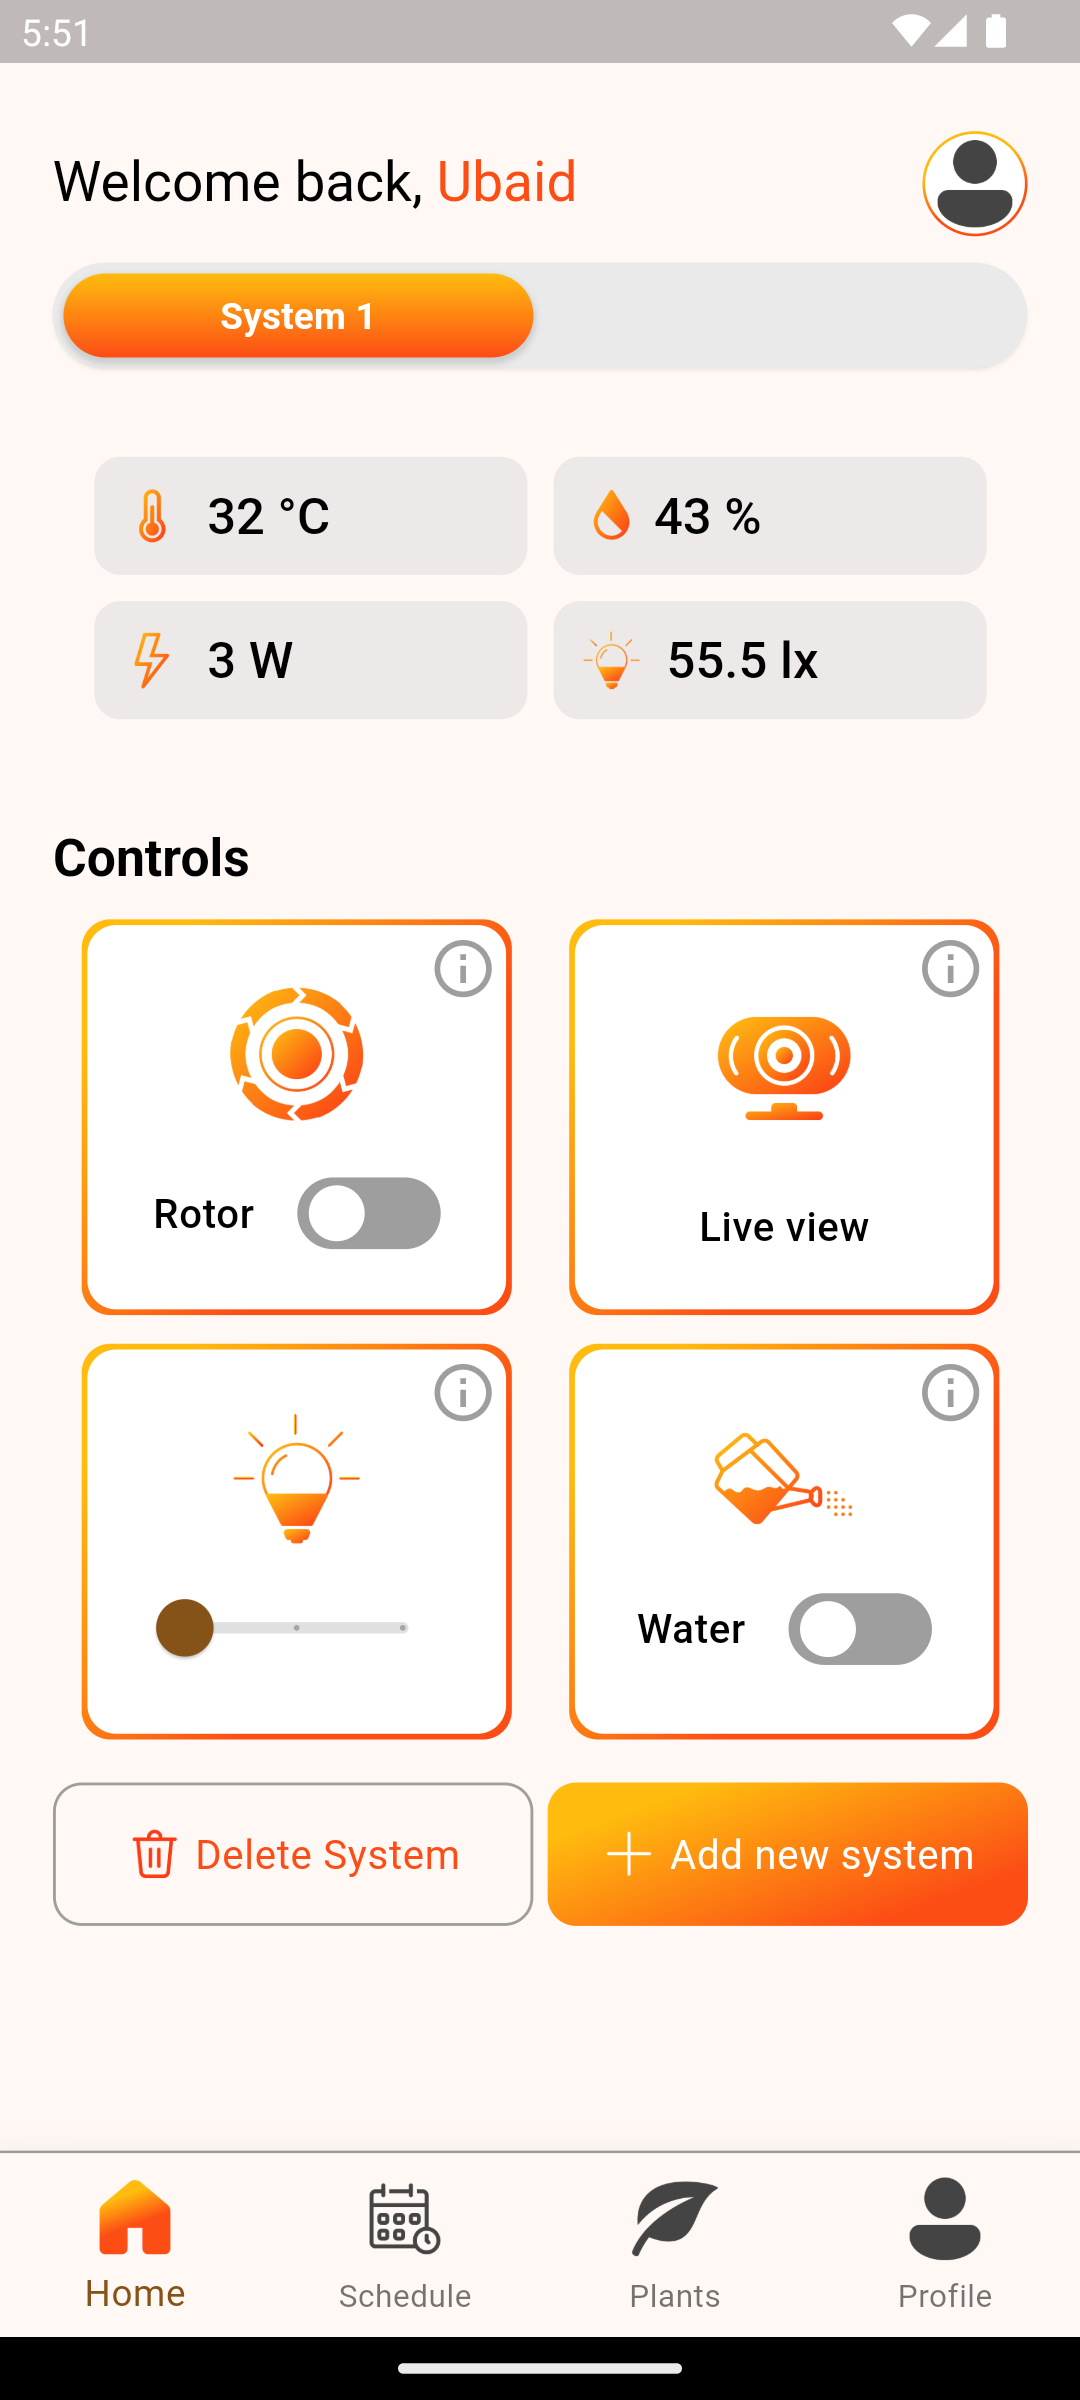 5:51
Welcome back, Ubaid
System 1
32 °C
43 %
3 W
55.5 lx
Controls
Rotor
Live view
Water
Delete System
Add new system
Home
Schedule
Plants
Profile